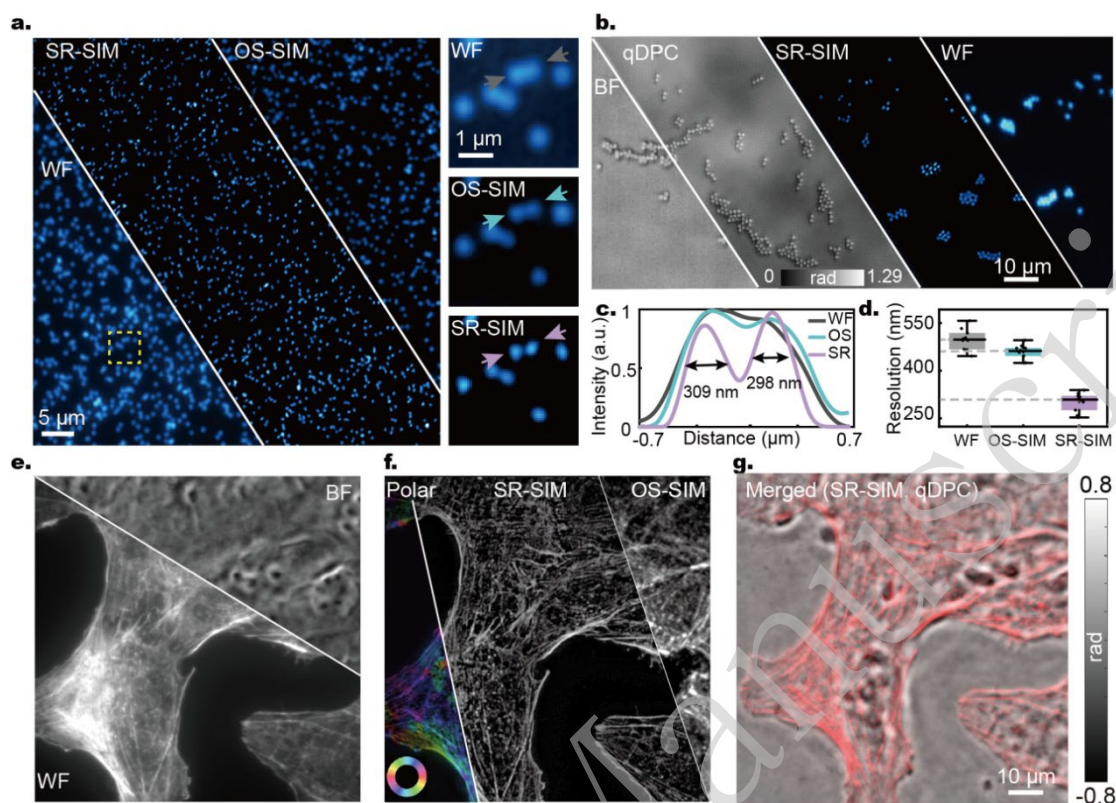 a.
SR-SIM
OS-SIM
WF
5 µm
WF
1 µm
OS-SIM
SR-SIM
b.
qDPC
SR-SIM
WF
BF
0 rad 1.29
10 µm
c.
Intensity (a.u.)
1
0.5
0
WF
OS
SR
309 nm
298 nm
-0.7
Distance (µm)
0.7
d.
Resolution (nm)
550
400
250
WF
OS-SIM
SR-SIM
e.
BF
WF
f.
Polar
SR-SIM
OS-SIM
g.
Merged (SR-SIM, qDPC)
10 µm
0.8
rad
-0.8